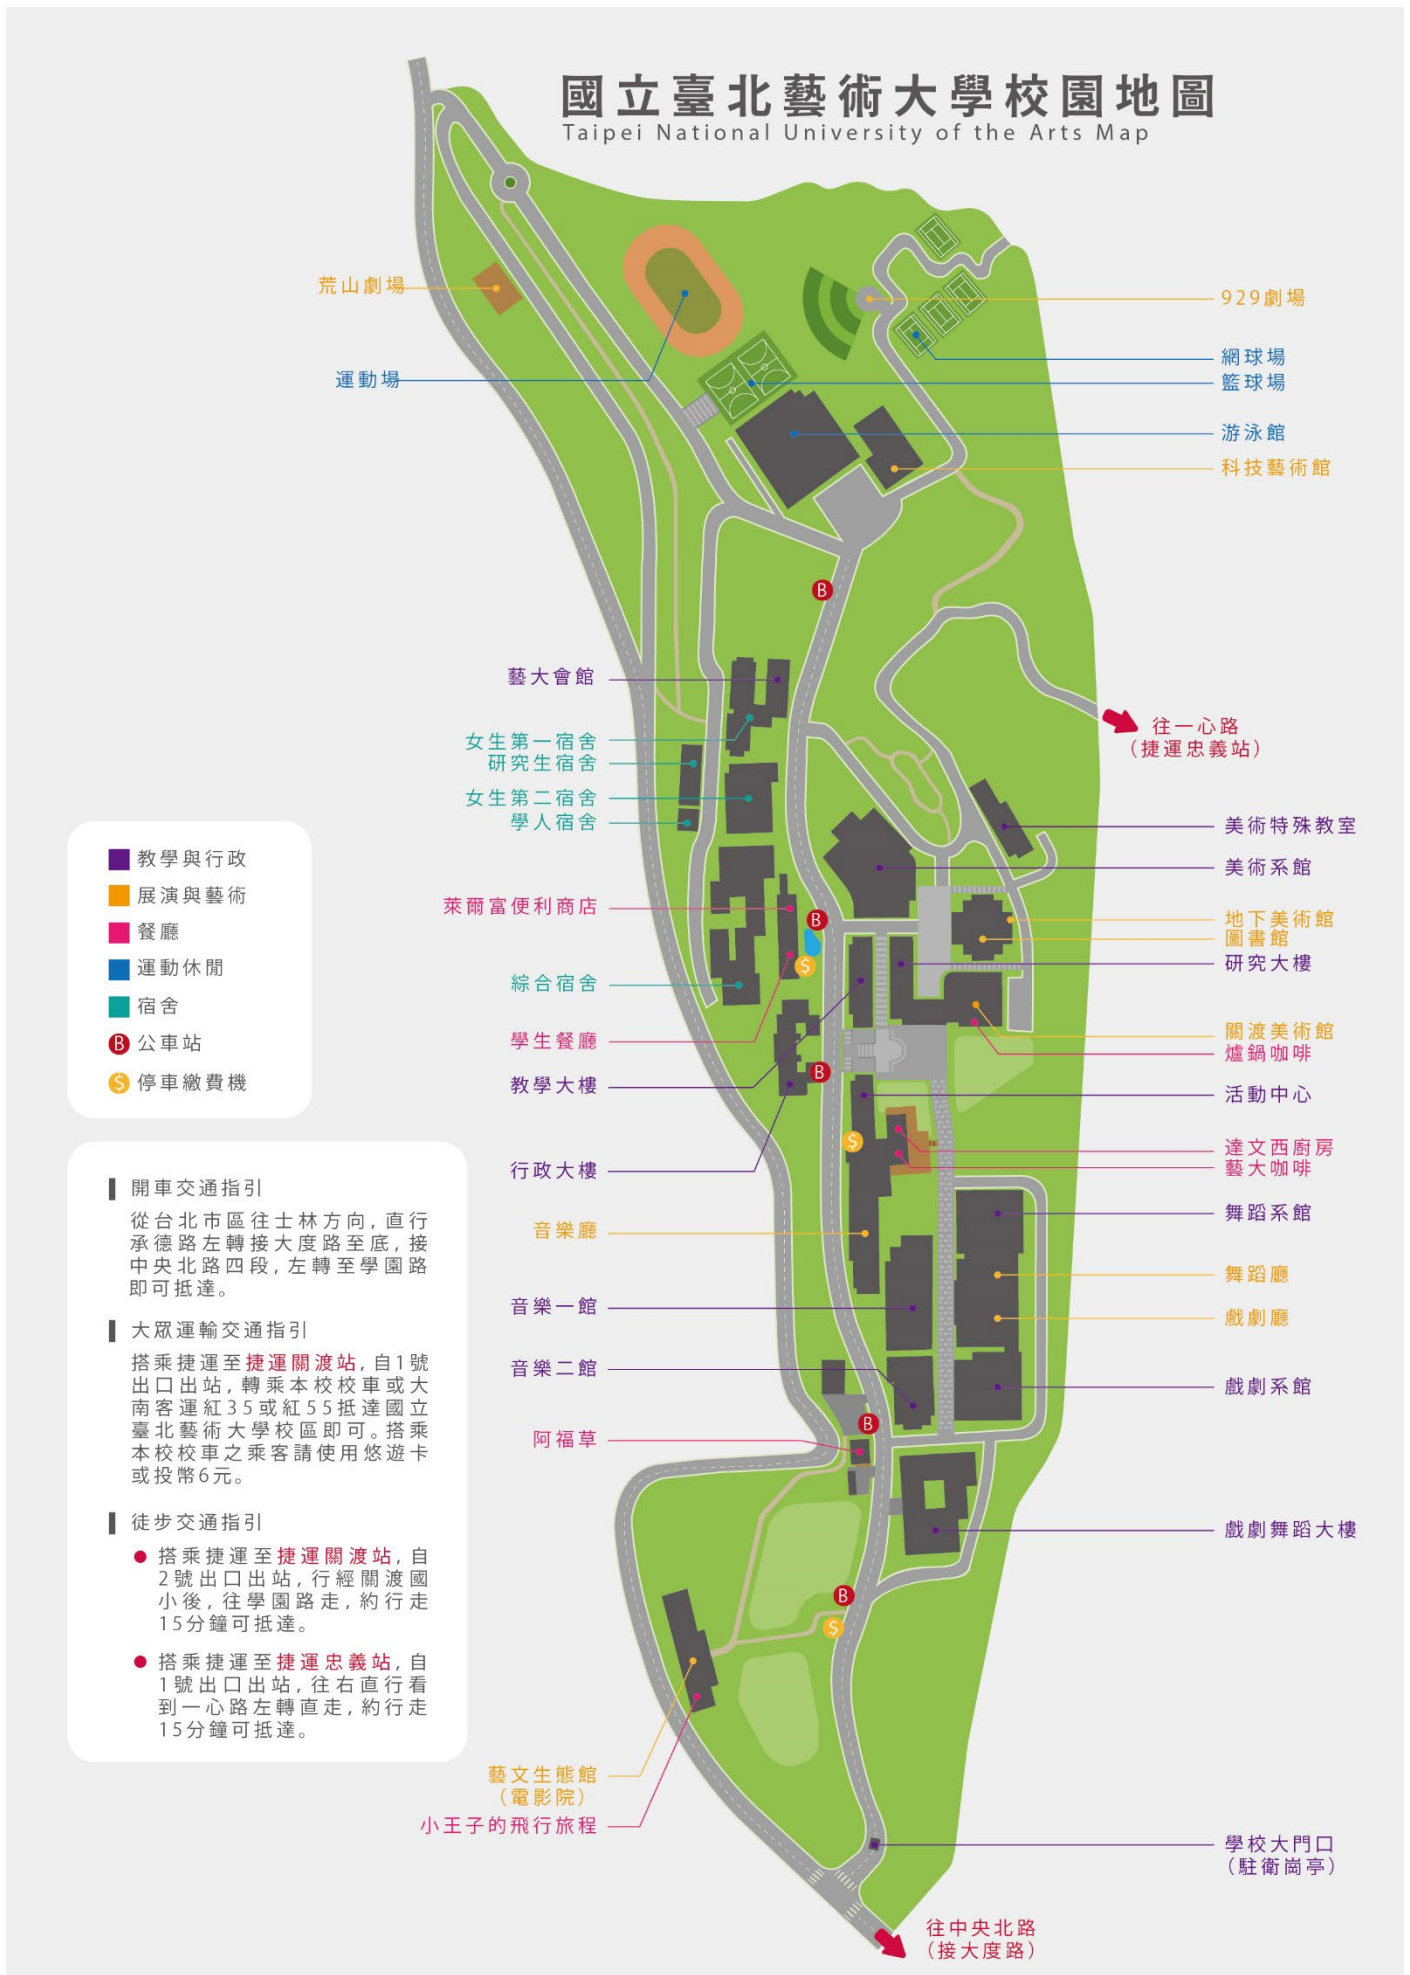 國立臺北藝術大學校園地圖
Taipei National University of the Arts Map
荒山劇場
929劇場
運動場
網球場
籃球場
游泳館
科技藝術館
B
藝大會館
往一心路
（捷運忠義站）
女生第一宿舍
研究生宿舍
女生第二宿舍
學人宿舍
美術特殊教室
美術系館
萊爾富便利商店
B
地下美術館
圖書館
$
研究大樓
綜合宿舍
關渡美術館
學生餐廳
爐鍋咖啡
B
教學大樓
活動中心
$
達文西廚房
行政大樓
藝大咖啡
舞蹈系館
音樂廳
舞蹈廳
音樂一館
戲劇廳
音樂二館
戲劇系館
B
阿福草
戲劇舞蹈大樓
B
$
藝文生態館
（電影院）
小王子的飛行旅程
學校大門口
（駐衛崗亭）
往中央北路
（接大度路）
教學與行政
展演與藝術
餐廳
運動休閒
宿舍
B 公車站
$ 停車繳費機
開車交通指引
從台北市區往士林方向，直行
承德路左轉接大度路至底，接
中央北路四段，左轉至學園路
即可抵達。
大眾運輸交通指引
搭乘捷運至捷運關渡站，自1號
出口出站，轉乘本校校車或大
南客運紅35或紅55抵達國立
臺北藝術大學校區即可。搭乘
本校校車之乘客請使用悠遊卡
或投幣6元。
徒步交通指引
搭乘捷運至捷運關渡站，自
2號出口出站，行經關渡國
小後，往學園路走，約行走
15分鐘可抵達。
搭乘捷運至捷運忠義站，自
1號出口出站，往右直行看
到一心路左轉直走，約行走
15分鐘可抵達。